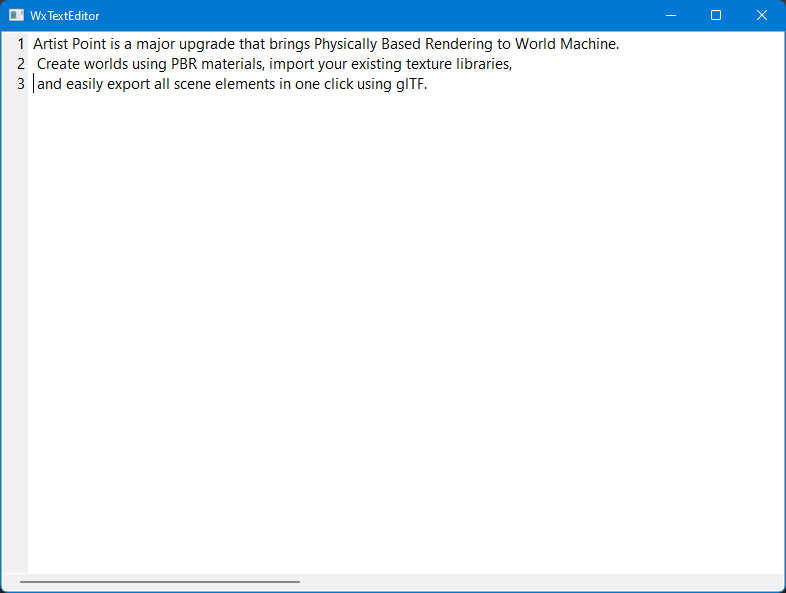 WxTextEditor
1 Artist Point is a major upgrade that brings Physically Based Rendering to World Machine.
2 Create worlds using PBR materials, import your existing texture libraries,
3 and easily export all scene elements in one click using glTF.